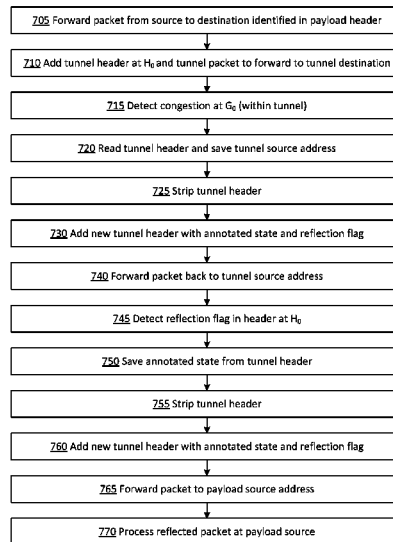 705 Forward packet from source to destination identified in payload header
710 Add tunnel header at H₀ and tunnel packet to forward to tunnel destination
715 Detect congestion at G₀ (within tunnel)
720 Read tunnel header and save tunnel source address
725 Strip tunnel header
730 Add new tunnel header with annotated state and reflection flag
740 Forward packet back to tunnel source address
745 Detect reflection flag in header at H₀
750 Save annotated state from tunnel header
755 Strip tunnel header
760 Add new tunnel header with annotated state and reflection flag
765 Forward packet to payload source address
770 Process reflected packet at payload source